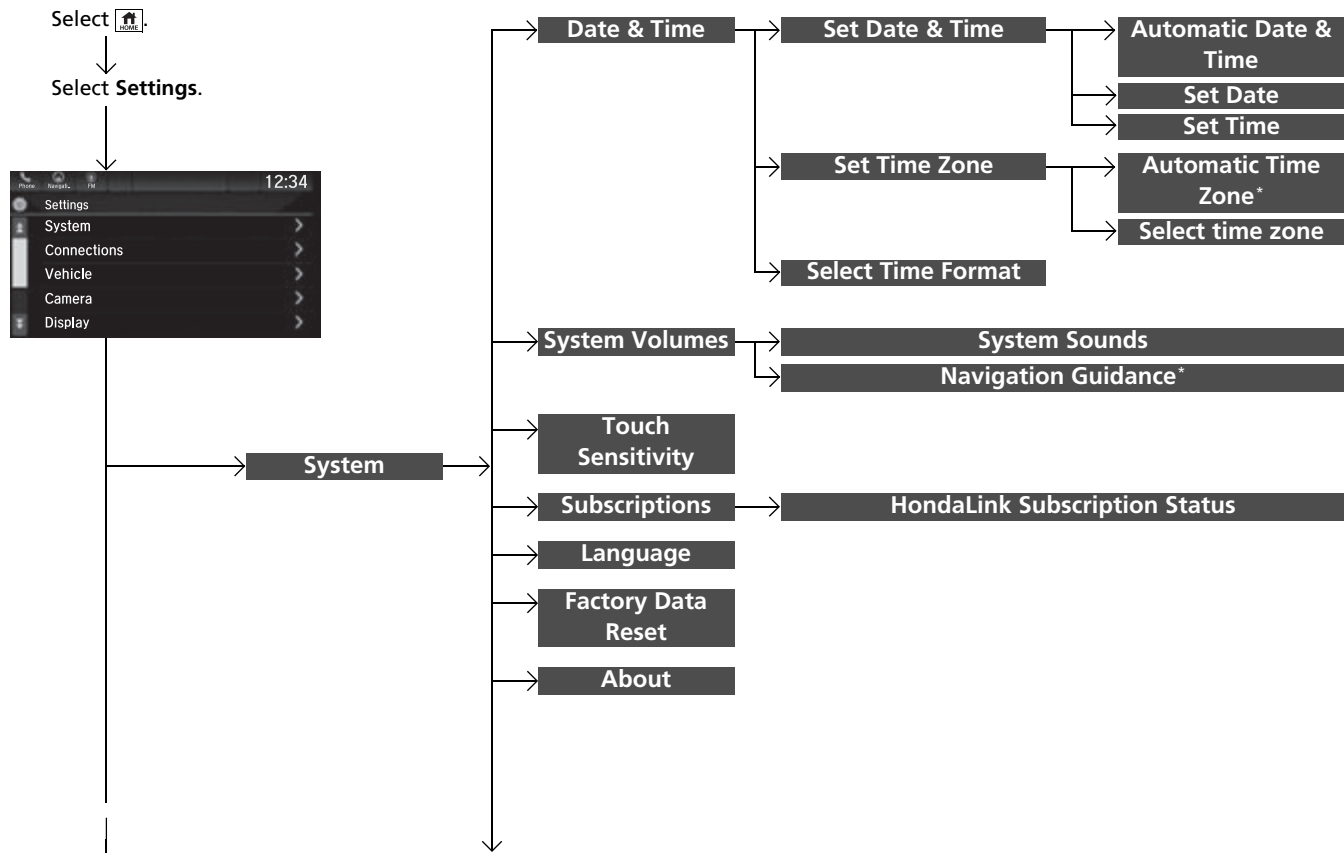 Select HOME.
Select Settings.
Phone Navigati.. FM 12:34
Settings
System
Connections
Vehicle
Camera
Display
System
Date & Time
Set Date & Time
Automatic Date &
Time
Set Date
Set Time
Set Time Zone
Automatic Time
Zone*
Select time zone
Select Time Format
System Volumes
System Sounds
Navigation Guidance*
Touch
Sensitivity
Subscriptions
HondaLink Subscription Status
Language
Factory Data
Reset
About